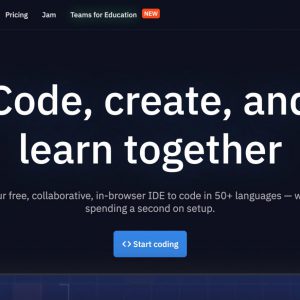 Pricing Jam Teams for Education NEW
Code, create, and
learn together
free, collaborative, in-browser IDE to code in 50+ languages —
spending a second on setup.
<> Start coding